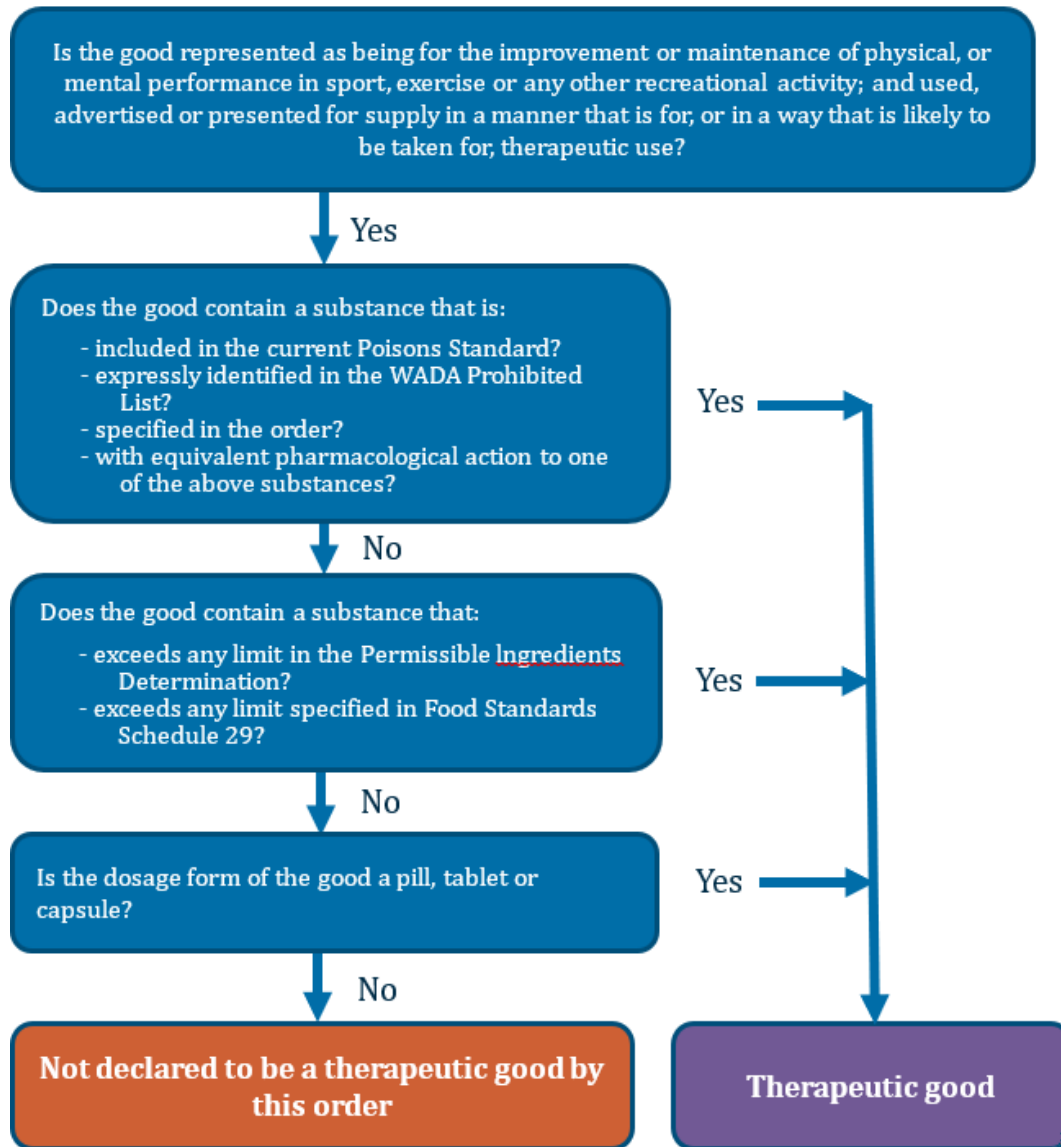 Is the good represented as being for the improvement or maintenance of physical, or
mental performance in sport, exercise or any other recreational activity; and used,
advertised or presented for supply in a manner that is for, or in a way that is likely to
be taken for, therapeutic use?
Yes
Does the good contain a substance that is:
- included in the current Poisons Standard?
- expressly identified in the WADA Prohibited
List?
- specified in the order?
- with equivalent pharmacological action to one
of the above substances?
Yes
No
Does the good contain a substance that:
- exceeds any limit in the Permissible Ingredients
Determination?
- exceeds any limit specified in Food Standards
Schedule 29?
Yes
No
Is the dosage form of the good a pill, tablet or
capsule?
Yes
No
Not declared to be a therapeutic good by
this order
Therapeutic good